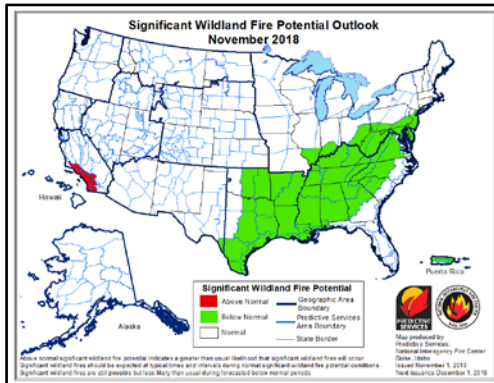 Significant Wildland Fire Potential Outlook
November 2018
Hawaii
Alaska
Puerto Rico
Significant Wildland Fire Potential
Above Normal
Below Normal
Normal
Geographic Area
Boundary
Predictive Services
Area Boundary
State Border
PREDICTIVE
SERVICES
Map produced by
Predictive Services,
National Interagency Fire Center
Boise, Idaho
Issued November 1, 2018
Next issuance December 1, 2018
Above normal significant wildland fire potential indicates a greater than usual likelihood that significant wildland fires will occur.
Significant wildland fires should be expected at typical times and intervals during normal significant wildland fire potential conditions.
Significant wildland fires are still possible but less likely than usual during forecasted below normal periods.